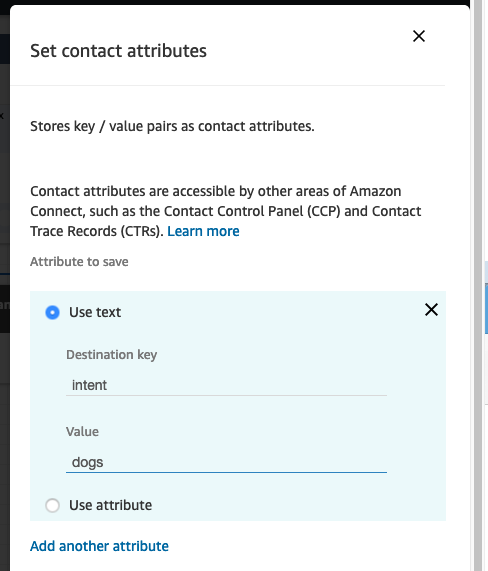 Set contact attributes
Stores key / value pairs as contact attributes.
Contact attributes are accessible by other areas of Amazon
Connect, such as the Contact Control Panel (CCP) and Contact
Trace Records (CTRs). Learn more
Attribute to save
Use text
Destination key
intent
Value
dogs
Use attribute
Add another attribute